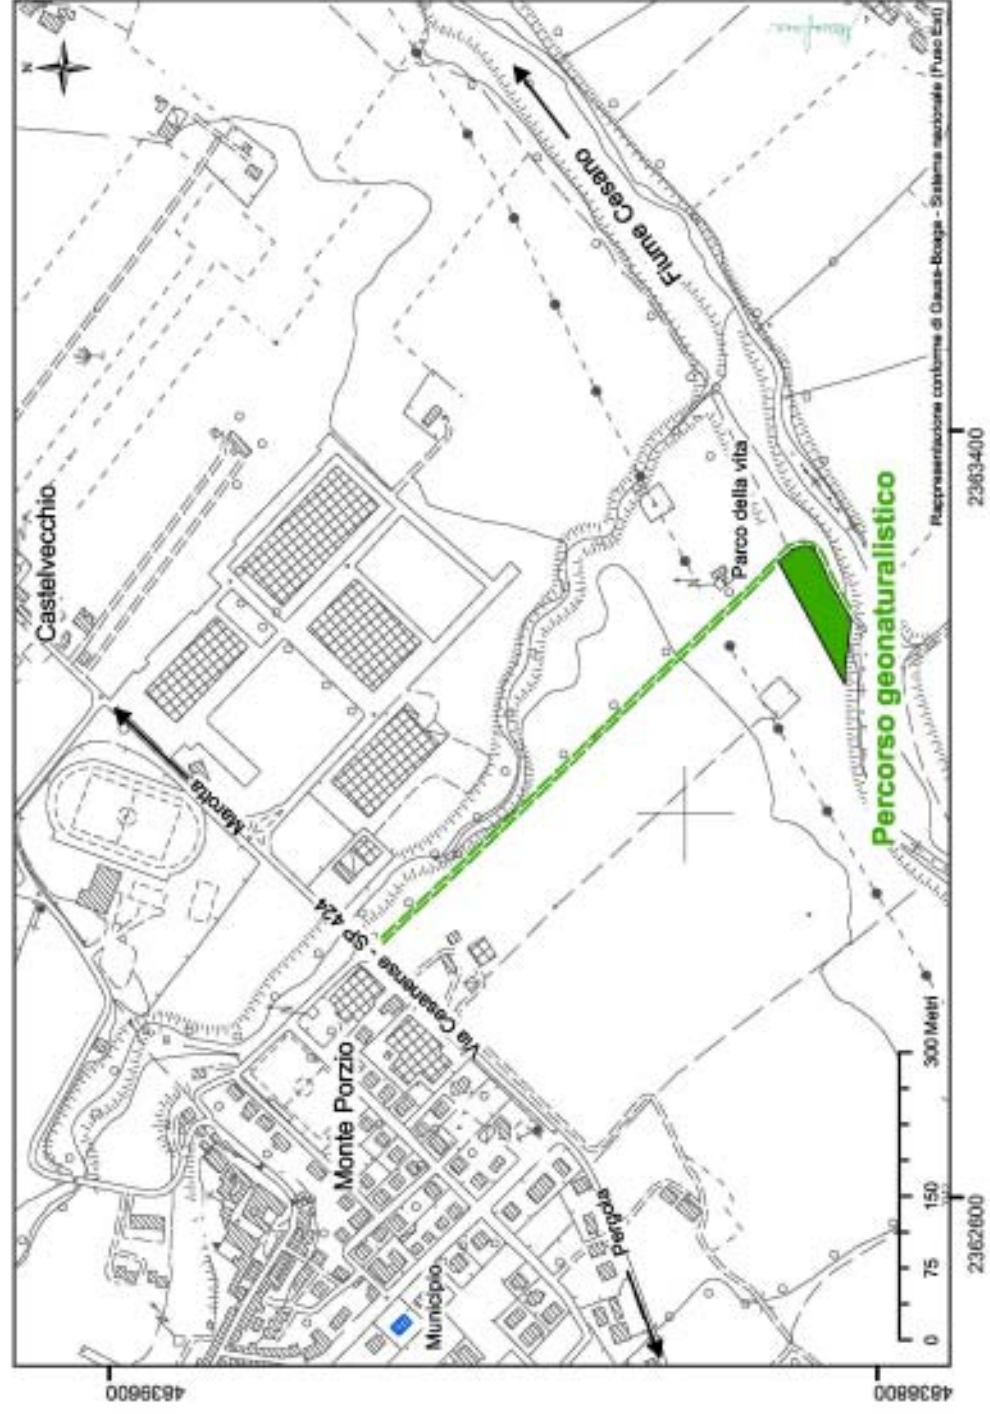 N
Castelvecchio
Marotta
Via Cesanense - SP 424
Monte Porzio
Municipio
Pergola
Fiume Cesano
Parco della vita
Percorso geonaturalistico
0 75 150 300 Metri
Rappresentazione conforme di Gauss-Boaga - Sistema nazionale (Fuso Est)
4839600
4838800
2362600
2363400